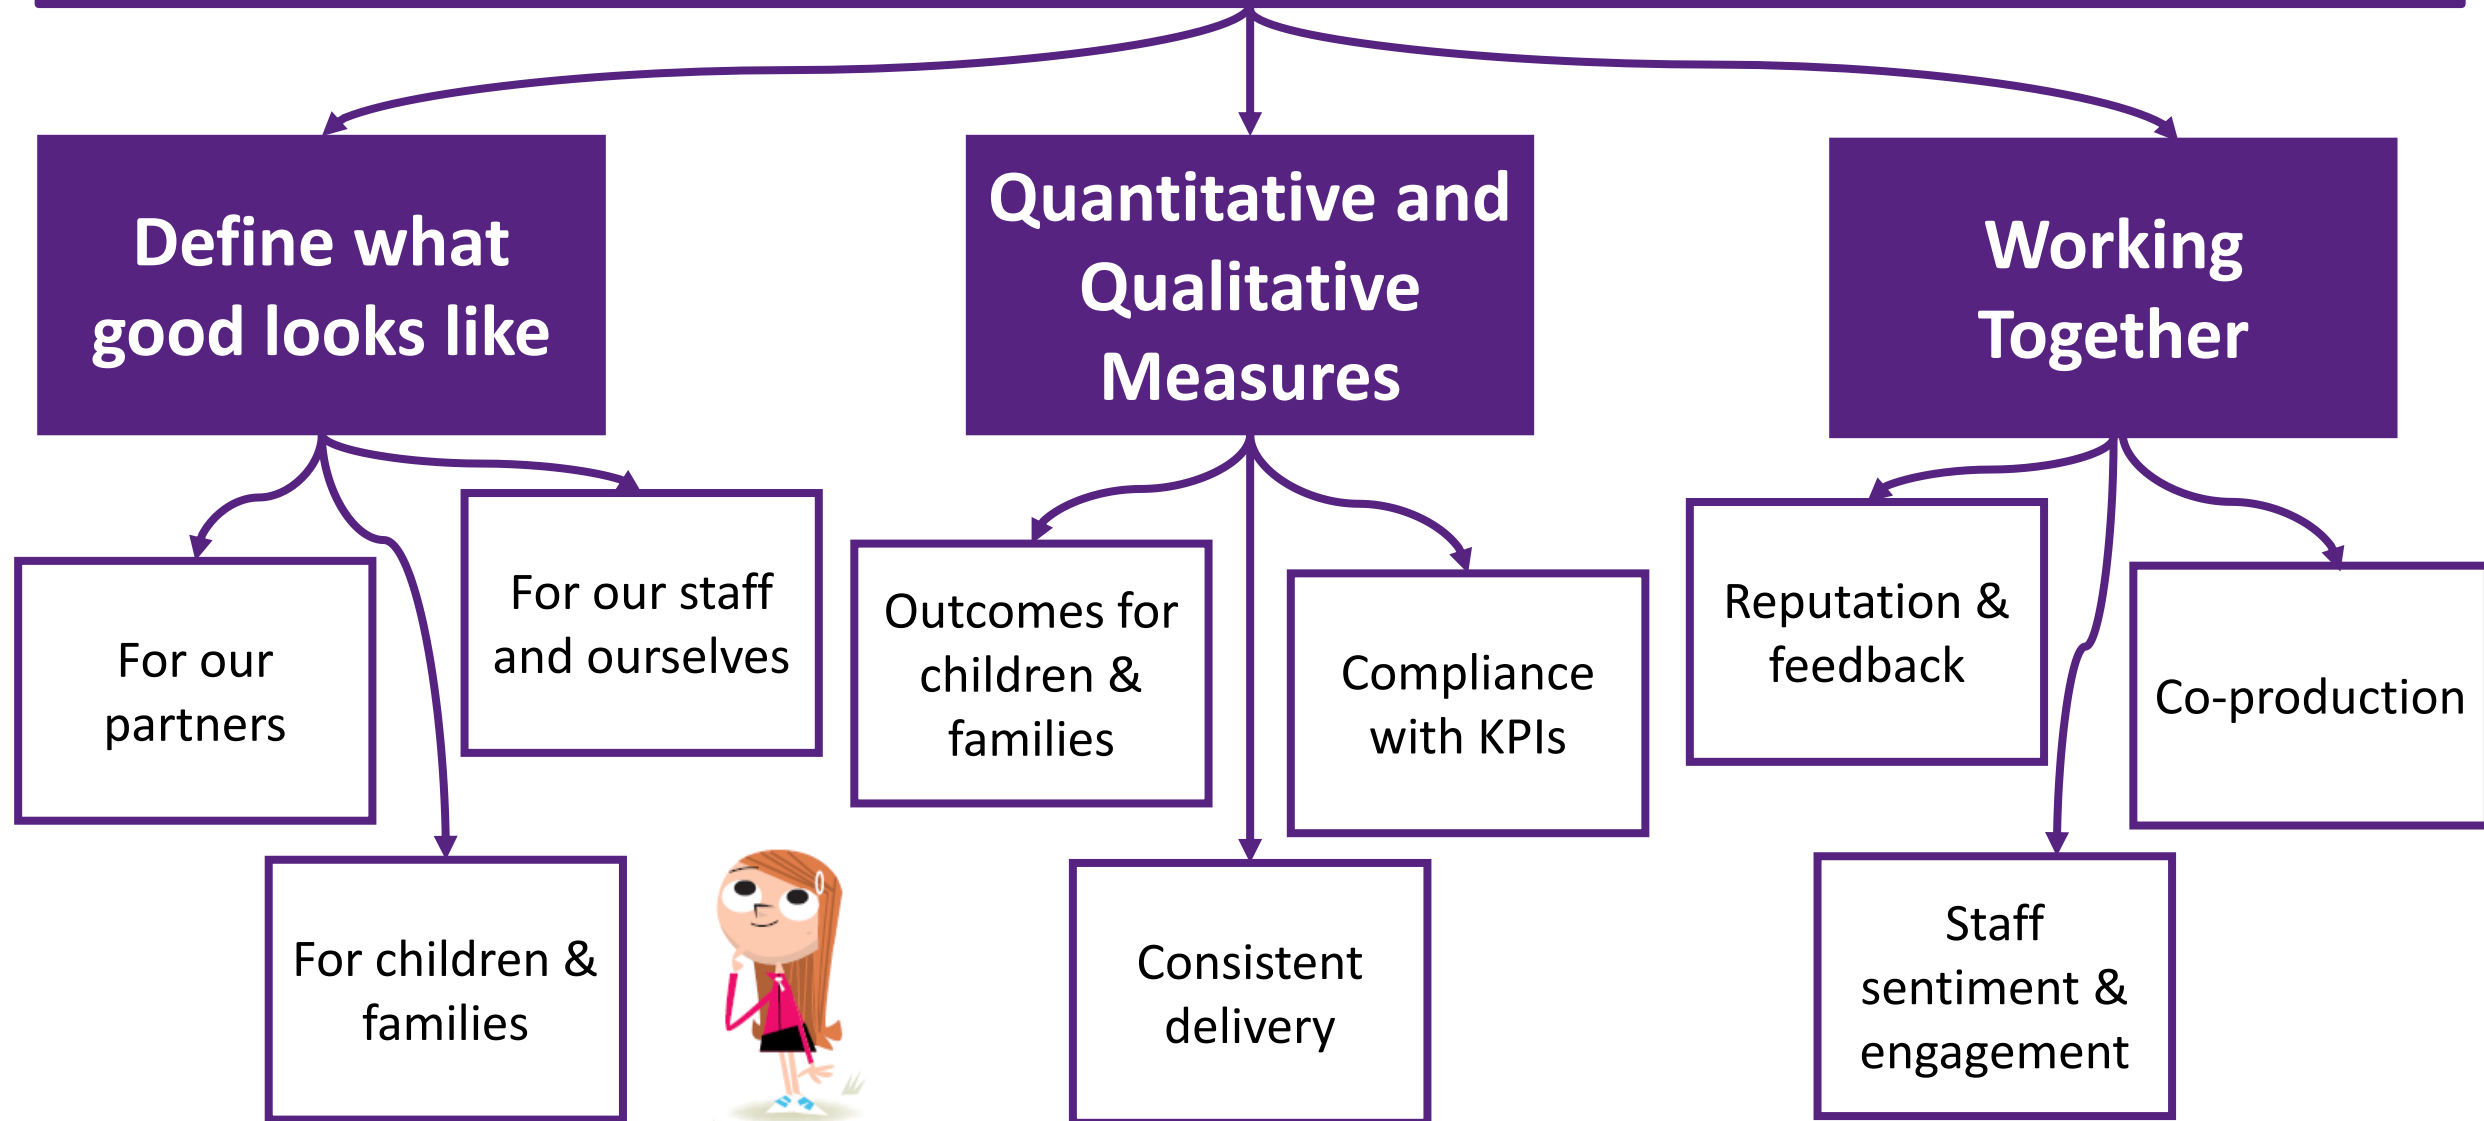 Define what
good looks like
Quantitative and
Qualitative
Measures
Working
Together
For our
partners
For children &
families
For our staff
and ourselves
Outcomes for
children &
families
Consistent
delivery
Compliance
with KPIs
Reputation &
feedback
Staff
sentiment &
engagement
Co-production